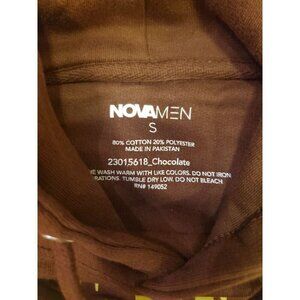 NOVAMEN
S
80% COTTON 20% POLYESTER
MADE IN PAKISTAN
23015618_Chocolate
WASH WARM WITH LIKE COLORS. DO NOT IRON
TUMBLE DRY LOW. DO NOT BLEACH.
RN# 149052